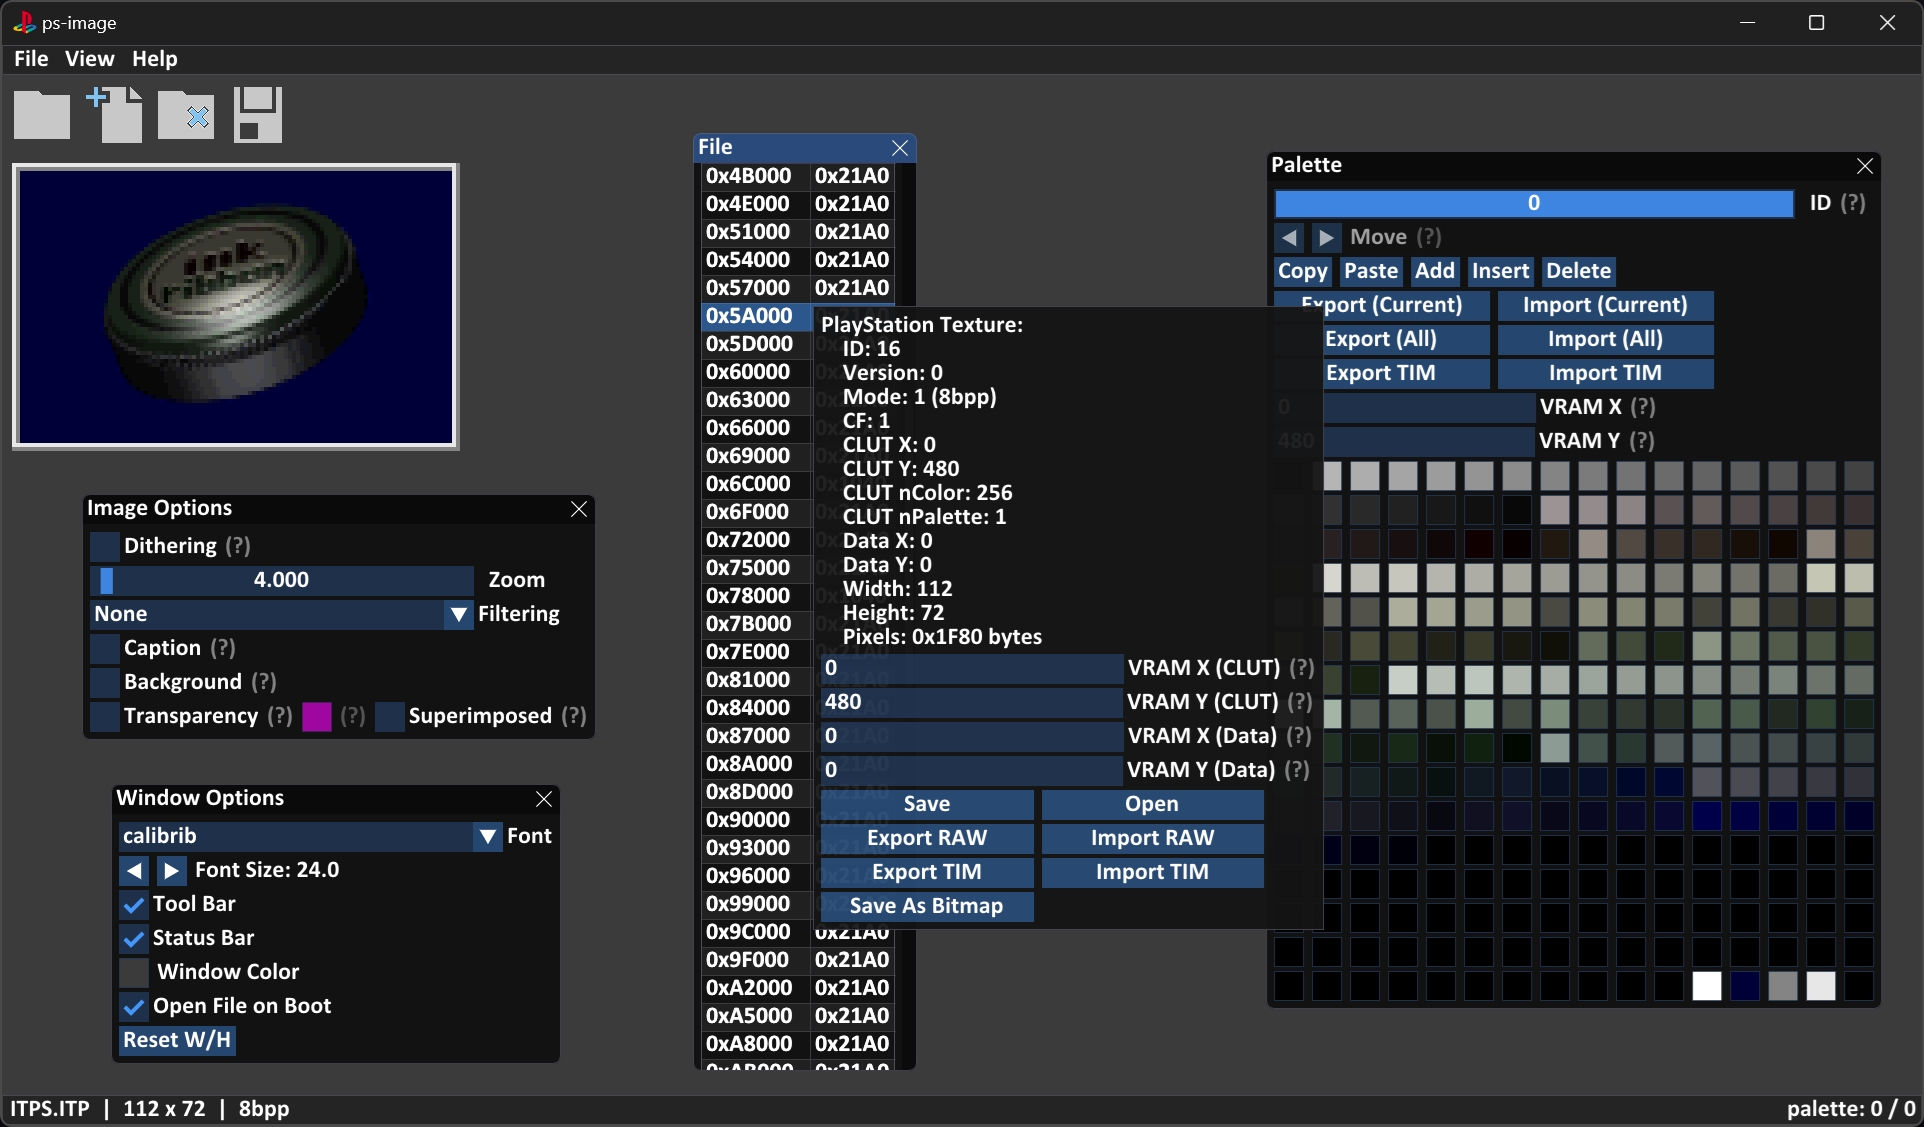 ps-image
File View Help
ink
ribbon
File
0x4B000 0x21A0
0x4E000 0x21A0
0x51000 0x21A0
0x54000 0x21A0
0x57000 0x21A0
0x5A000
0x5D000
0x60000
0x63000
0x66000
0x69000
0x6C000
0x6F000
0x72000
0x75000
0x78000
0x7B000
0x7E000
0x81000
0x84000
0x87000
0x8A000
0x8D000
0x90000
0x93000
0x96000
0x99000
0x9C000 0x21A0
0x9F000 0x21A0
0xA2000 0x21A0
0xA5000 0x21A0
0xA8000 0x21A0
0xAB000 0x21A0
PlayStation Texture:
ID: 16
Version: 0
Mode: 1 (8bpp)
CF: 1
CLUT X: 0
CLUT Y: 480
CLUT nColor: 256
CLUT nPalette: 1
Data X: 0
Data Y: 0
Width: 112
Height: 72
Pixels: 0x1F80 bytes
0 VRAM X (CLUT) (?)
480 VRAM Y (CLUT) (?)
0 VRAM X (Data) (?)
0 VRAM Y (Data) (?)
Save Open
Export RAW Import RAW
Export TIM Import TIM
Save As Bitmap
Palette
0 ID (?)
Move (?)
Copy Paste Add Insert Delete
Export (Current) Import (Current)
Export (All) Import (All)
Export TIM Import TIM
0 VRAM X (?)
480 VRAM Y (?)
Image Options
Dithering (?)
4.000 Zoom
None Filtering
Caption (?)
Background (?)
Transparency (?) (?) Superimposed (?)
Window Options
calibrib Font
Font Size: 24.0
Tool Bar
Status Bar
Window Color
Open File on Boot
Reset W/H
ITPS.ITP | 112 x 72 | 8bpp
palette: 0 / 0